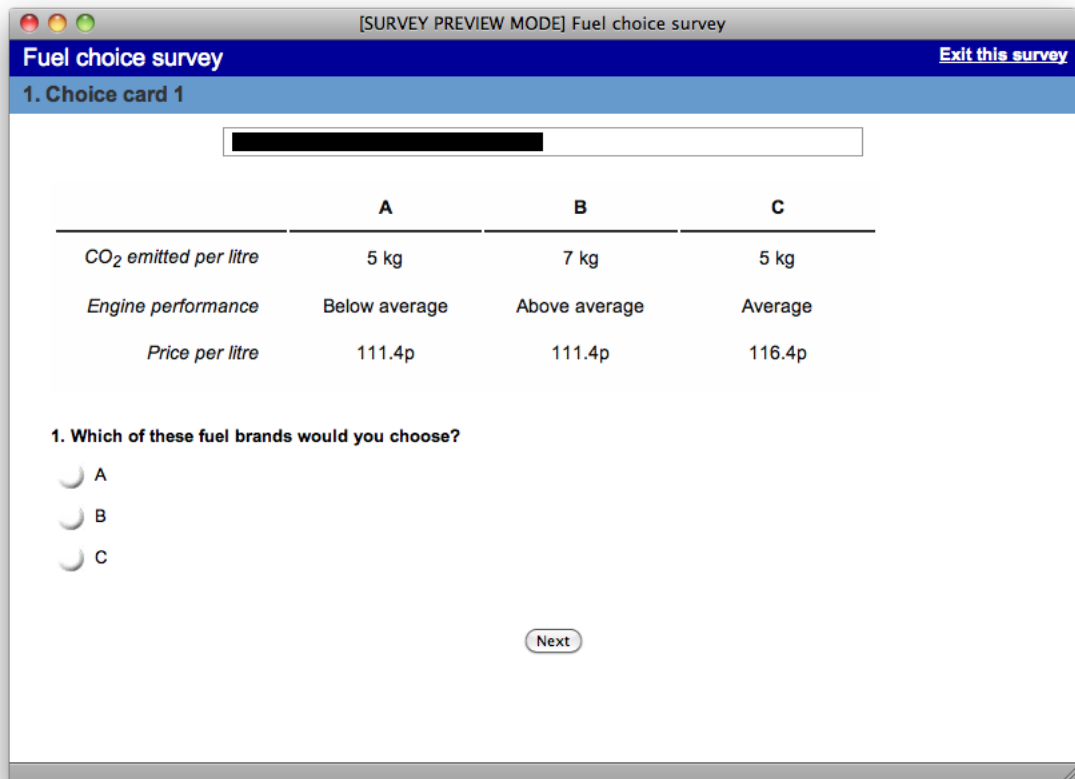 [SURVEY PREVIEW MODE] Fuel choice survey
Fuel choice survey Exit this survey
1. Choice card 1
A B C
CO₂ emitted per litre 5 kg 7 kg 5 kg
Engine performance Below average Above average Average
Price per litre 111.4p 111.4p 116.4p
1. Which of these fuel brands would you choose?
A
B
C
Next